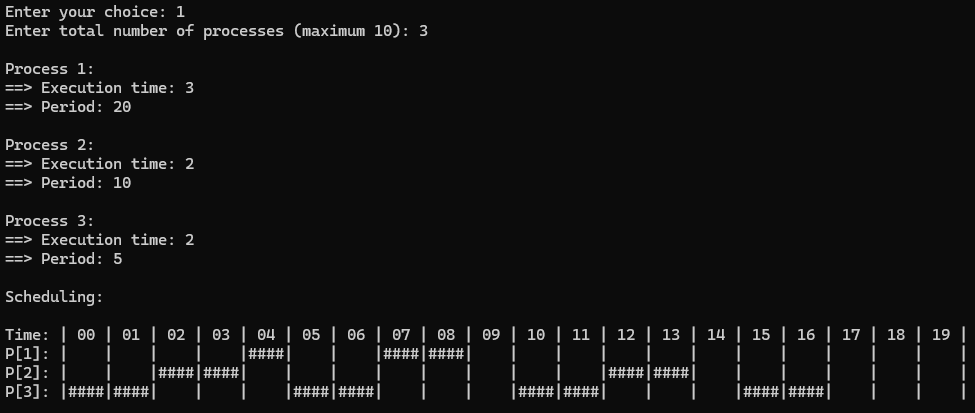 Enter your choice: 1
Enter total number of processes (maximum 10): 3
Process 1:
==> Execution time: 3
==> Period: 20
Process 2:
==> Execution time: 2
==> Period: 10
Process 3:
==> Execution time: 2
==> Period: 5
Scheduling:
Time: | 00 | 01 | 02 | 03 | 04 | 05 | 06 | 07 | 08 | 09 | 10 | 11 | 12 | 13 | 14 | 15 | 16 | 17 | 18 | 19 |
P[1]: |    |    |    |    |####|    |    |####|####|    |    |    |    |    |    |    |    |    |    |    |
P[2]: |    |    |####|####|    |    |    |    |    |    |    |    |####|####|    |    |    |    |    |    |
P[3]: |####|####|    |    |    |####|####|    |    |    |####|####|    |    |    |####|####|    |    |    |